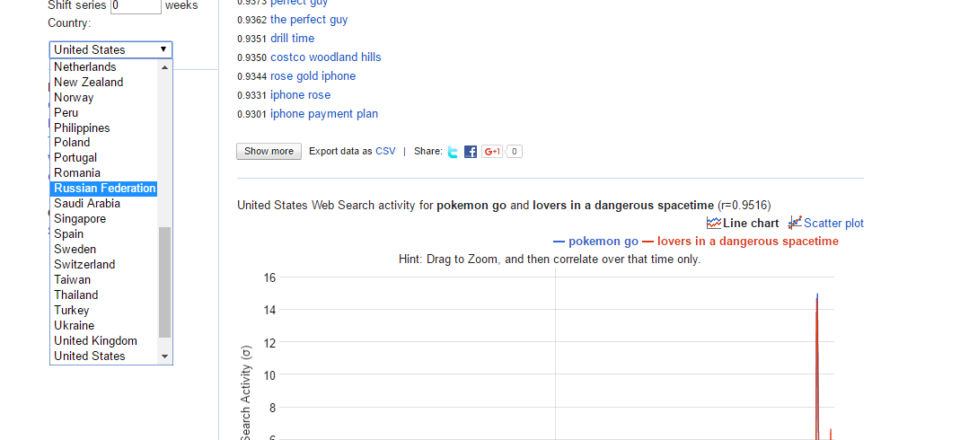 Shift series 0 weeks
Country:
United States
Netherlands
New Zealand
Norway
Peru
Philippines
Poland
Portugal
Romania
Russian Federation
Saudi Arabia
Singapore
Spain
Sweden
Switzerland
Taiwan
Thailand
Turkey
Ukraine
United Kingdom
United States
0.9373 perfect guy
0.9362 the perfect guy
0.9351 drill time
0.9350 costco woodland hills
0.9344 rose gold iphone
0.9331 iphone rose
0.9301 iphone payment plan
Show more Export data as CSV | Share: G+1 0
United States Web Search activity for pokemon go and lovers in a dangerous spacetime (r=0.9516)
Line chart Scatter plot
pokemon go lovers in a dangerous spacetime
Hint: Drag to Zoom, and then correlate over that time only.
16
14
12
10
8
6
Search Activity (σ)